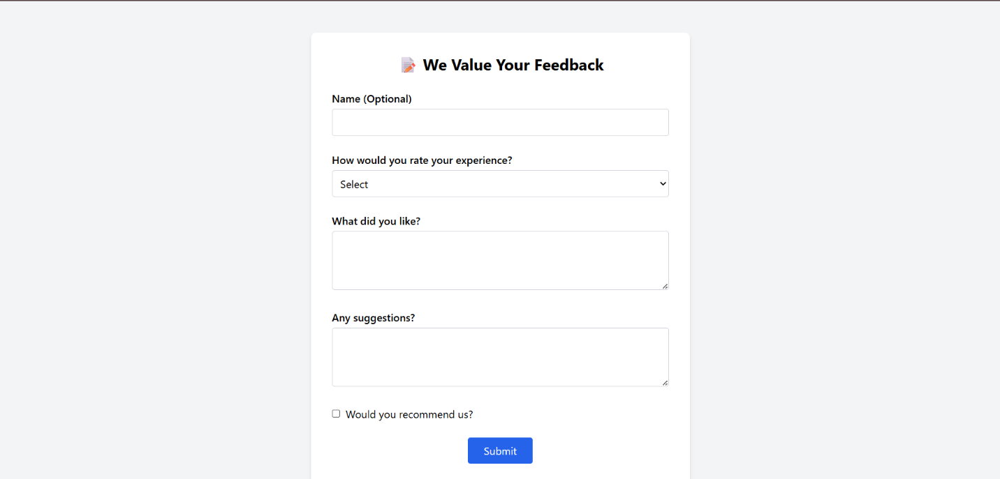 📝 We Value Your Feedback
Name (Optional)
How would you rate your experience?
Select
What did you like?
Any suggestions?
Would you recommend us?
Submit